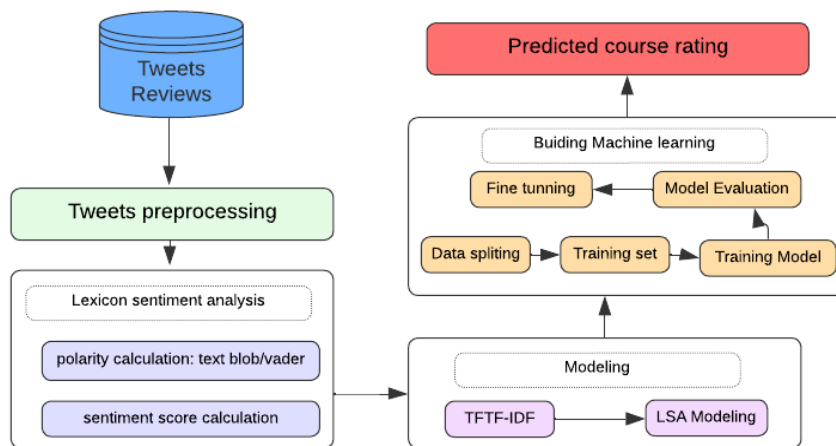 Tweets
Reviews
Tweets preprocessing
Lexicon sentiment analysis
polarity calculation: text blob/vader
sentiment score calculation
Modeling
TFTF-IDF
LSA Modeling
Buiding Machine learning
Data spliting
Training set
Training Model
Model Evaluation
Fine tunning
Predicted course rating